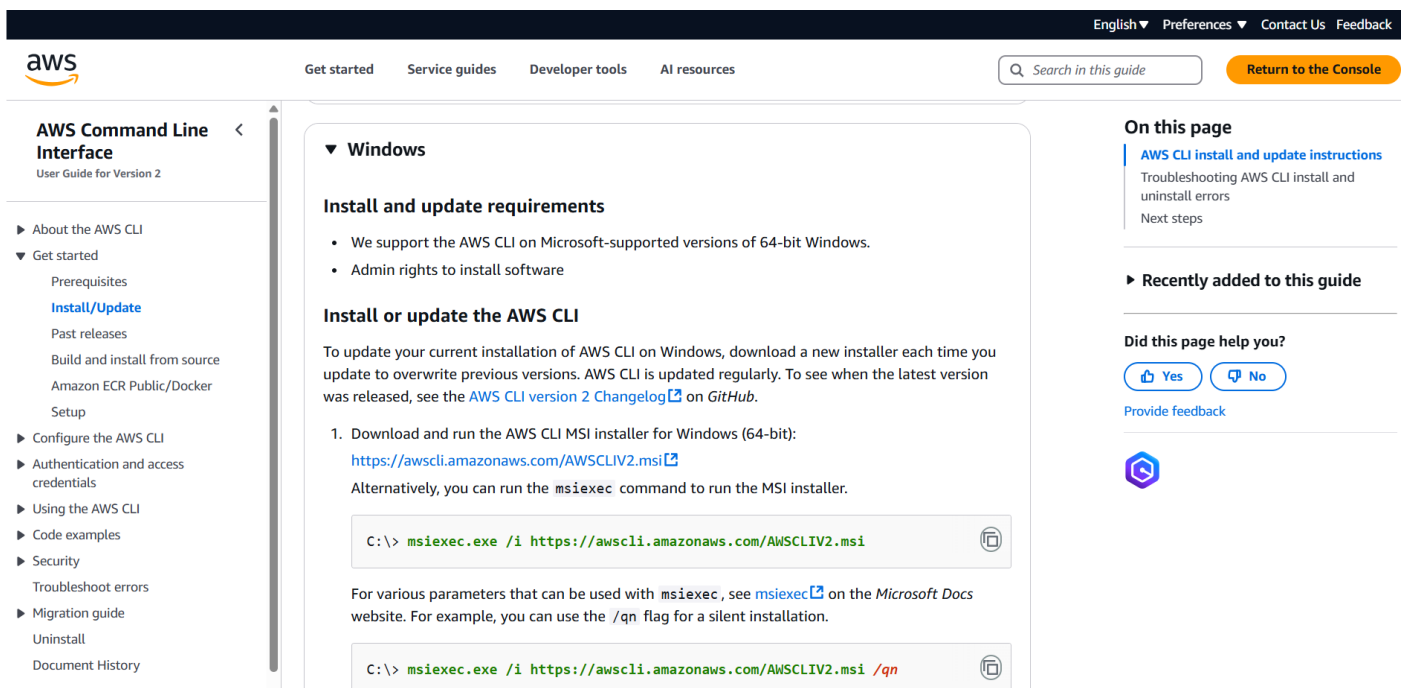 English▼ Preferences ▼ Contact Us Feedback
aws
Get started Service guides Developer tools AI resources
Search in this guide
Return to the Console
AWS Command Line
Interface
User Guide for Version 2
▶ About the AWS CLI
▼ Get started
Prerequisites
Install/Update
Past releases
Build and install from source
Amazon ECR Public/Docker
Setup
▶ Configure the AWS CLI
▶ Authentication and access
credentials
▶ Using the AWS CLI
▶ Code examples
▶ Security
Troubleshoot errors
▶ Migration guide
Uninstall
Document History
▼ Windows
Install and update requirements
• We support the AWS CLI on Microsoft-supported versions of 64-bit Windows.
• Admin rights to install software
Install or update the AWS CLI
To update your current installation of AWS CLI on Windows, download a new installer each time you
update to overwrite previous versions. AWS CLI is updated regularly. To see when the latest version
was released, see the AWS CLI version 2 Changelog on GitHub.
1. Download and run the AWS CLI MSI installer for Windows (64-bit):
https://awscli.amazonaws.com/AWSCLIV2.msi
Alternatively, you can run the msiexec command to run the MSI installer.
C:\> msiexec.exe /i https://awscli.amazonaws.com/AWSCLIV2.msi
For various parameters that can be used with msiexec, see msiexec on the Microsoft Docs
website. For example, you can use the /qn flag for a silent installation.
C:\> msiexec.exe /i https://awscli.amazonaws.com/AWSCLIV2.msi /qn
On this page
AWS CLI install and update instructions
Troubleshooting AWS CLI install and
uninstall errors
Next steps
▶ Recently added to this guide
Did this page help you?
Yes No
Provide feedback